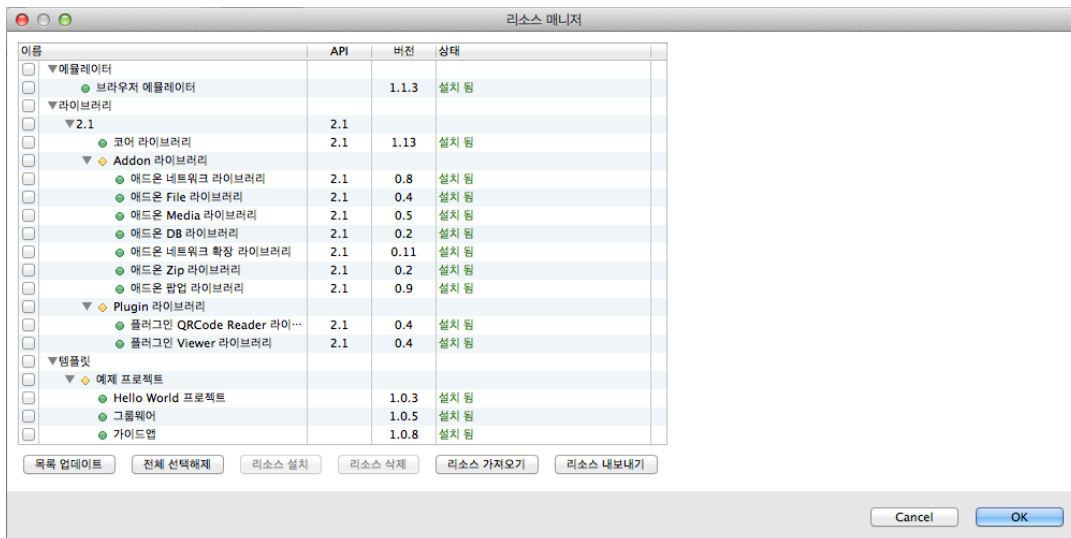 리소스 매니저
이름 API 버전 상태
에뮬레이터
브라우저 에뮬레이터 1.1.3 설치 됨
라이브러리
2.1 2.1
코어 라이브러리 2.1 1.13 설치 됨
Addon 라이브러리
애드온 네트워크 라이브러리 2.1 0.8 설치 됨
애드온 File 라이브러리 2.1 0.4 설치 됨
애드온 Media 라이브러리 2.1 0.5 설치 됨
애드온 DB 라이브러리 2.1 0.2 설치 됨
애드온 네트워크 확장 라이브러리 2.1 0.11 설치 됨
애드온 Zip 라이브러리 2.1 0.2 설치 됨
애드온 팝업 라이브러리 2.1 0.9 설치 됨
Plugin 라이브러리
플러그인 QRCode Reader 라이… 2.1 0.4 설치 됨
플러그인 Viewer 라이브러리 2.1 0.4 설치 됨
템플릿
예제 프로젝트
Hello World 프로젝트 1.0.3 설치 됨
그룹웨어 1.0.5 설치 됨
가이드앱 1.0.8 설치 됨
목록 업데이트 전체 선택해제 리소스 설치 리소스 삭제 리소스 가져오기 리소스 내보내기
Cancel OK